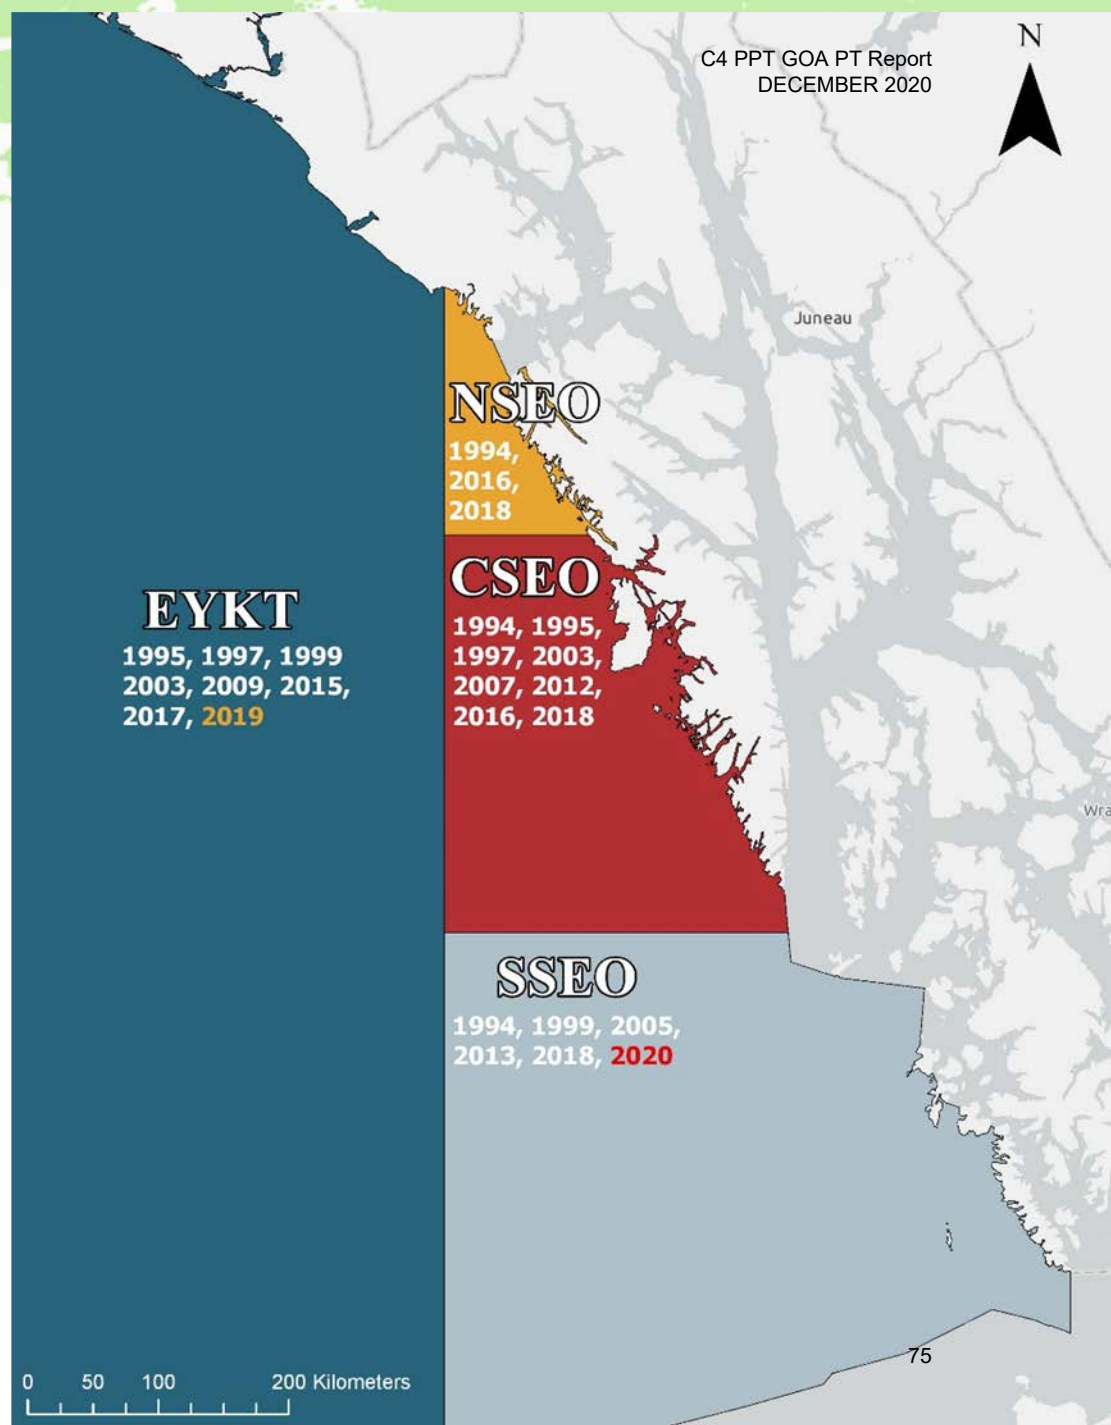 C4 PPT GOA PT Report
DECEMBER 2020
N
Juneau
NSEO
1994,
2016,
2018
CSEO
1994, 1995,
1997, 2003,
2007, 2012,
2016, 2018
EYKT
1995, 1997, 1999
2003, 2009, 2015,
2017, 2019
Wra
SSEO
1994, 1999, 2005,
2013, 2018, 2020
75
0 50 100 200 Kilometers